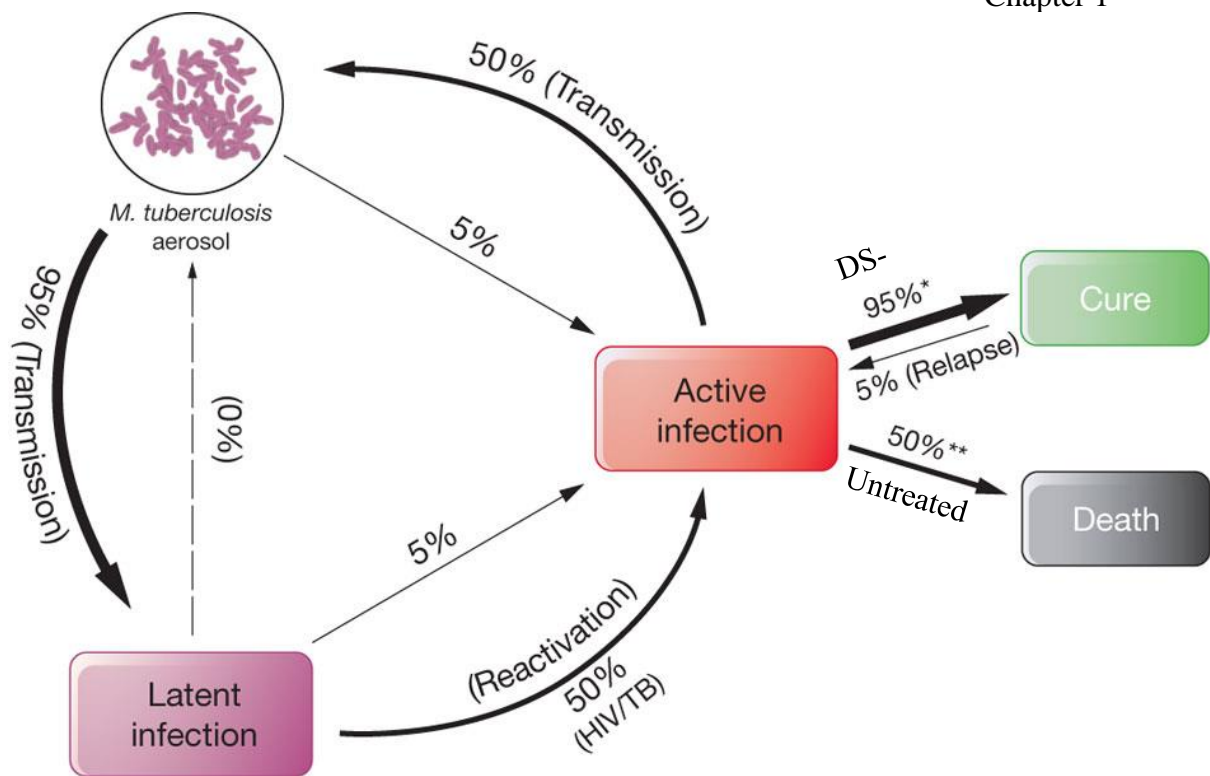 Chapter 1
50% (Transmission)
M. tuberculosis
aerosol
5%
95% (Transmission)
(0%)
DS-
95%*
5% (Relapse)
Cure
Active
infection
50%**
Untreated
Death
5%
(Reactivation)
50%
(HIV/TB)
Latent
infection